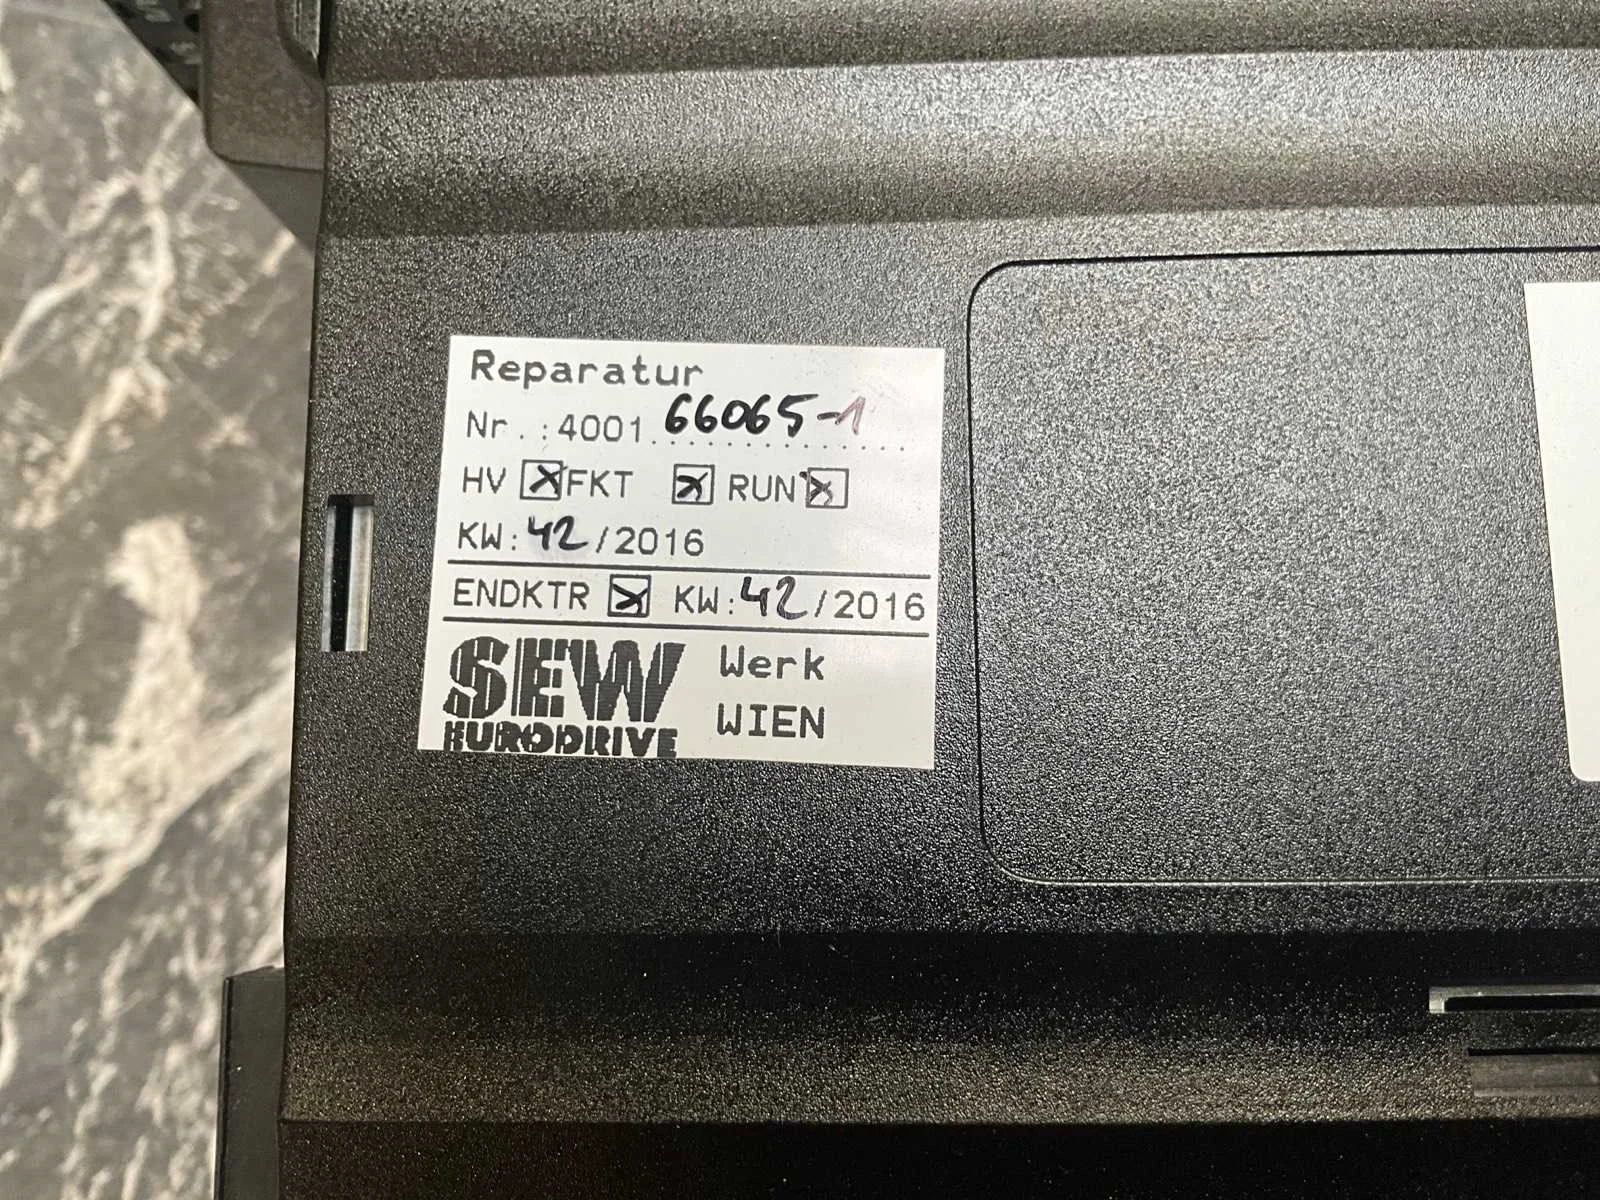 Reparatur
Nr.:4001 66065-1
HV ☒ FKT ☒ RUN ☒
KW: 42/2016
ENDKTR ☒ KW: 42/2016
SEW
EURODRIVE
Werk
WIEN